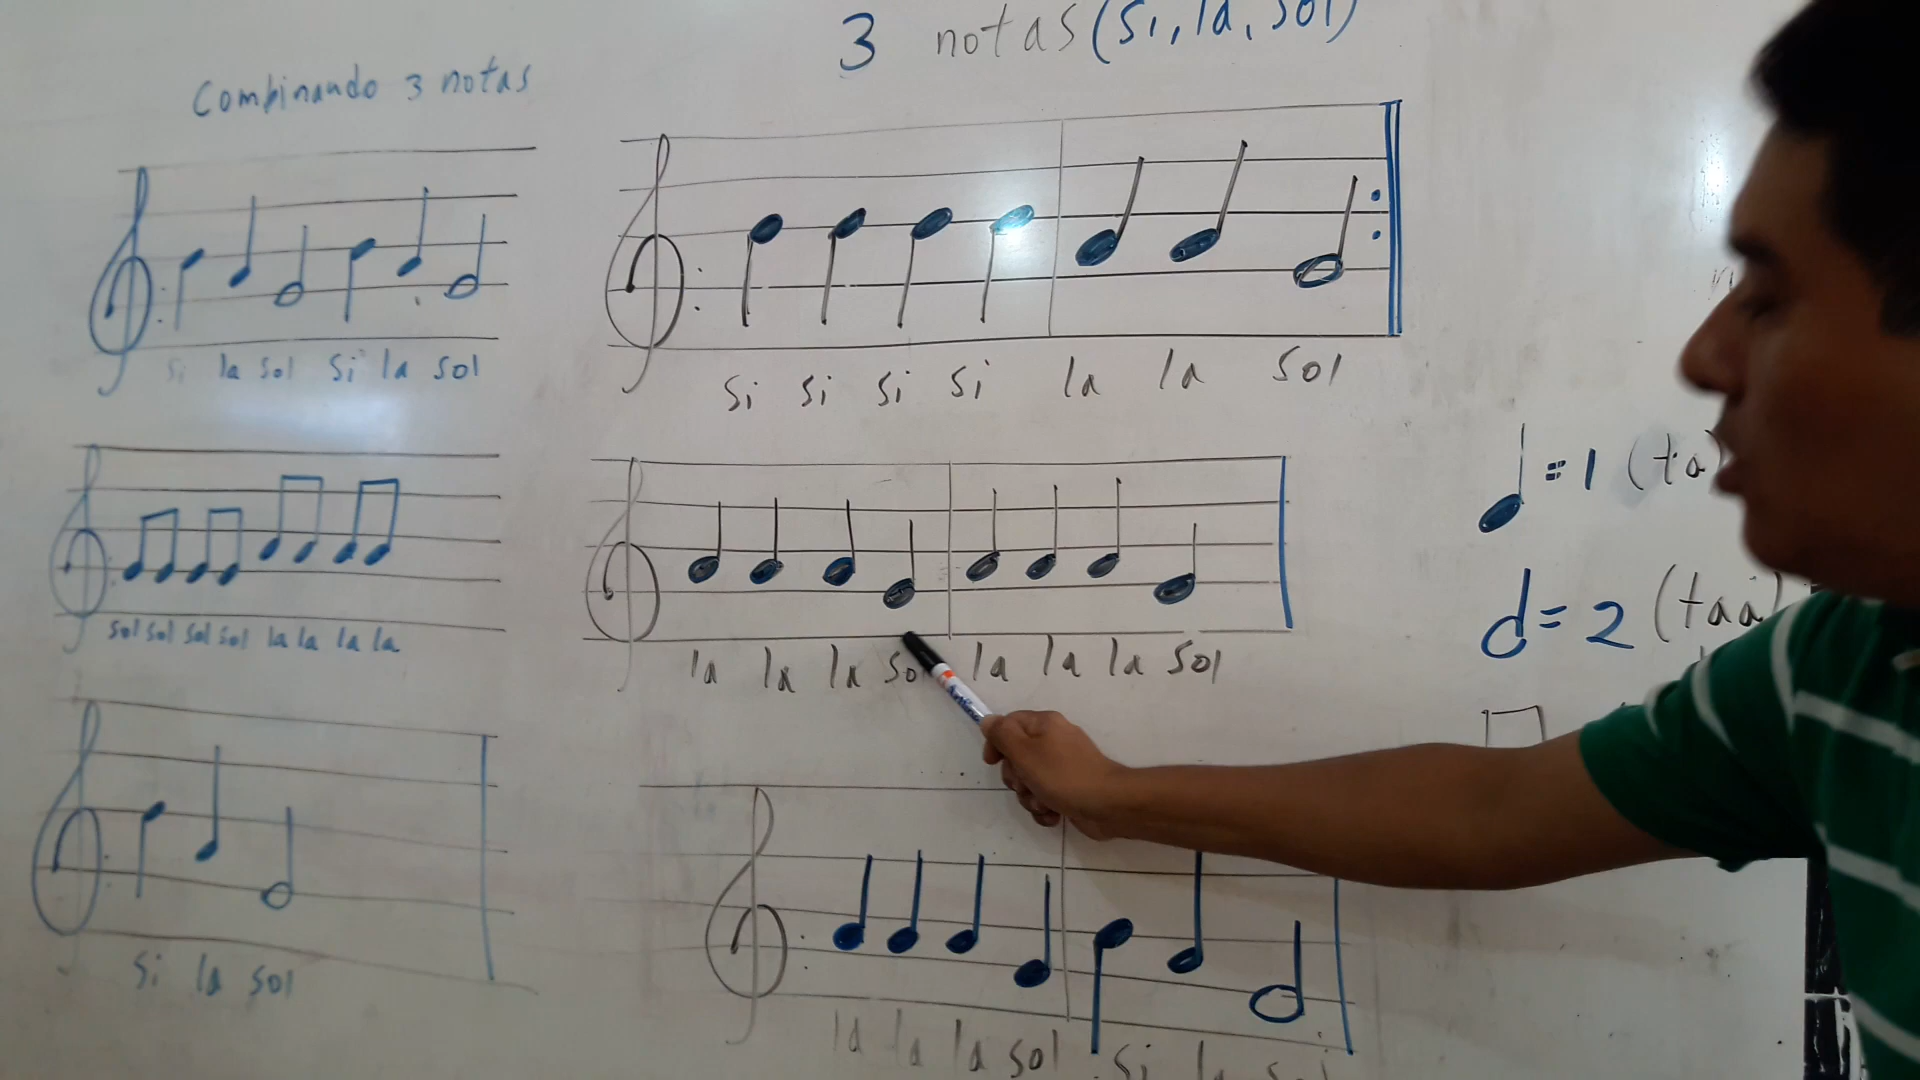 3 notas (si, la, sol)
Combinando 3 notas
si la sol si la sol
si si si si la la sol
sol sol sol sol la la la la
la la la sol la la la sol
= 1 (ta)
= 2 (taa)
si la sol
la la la sol si la